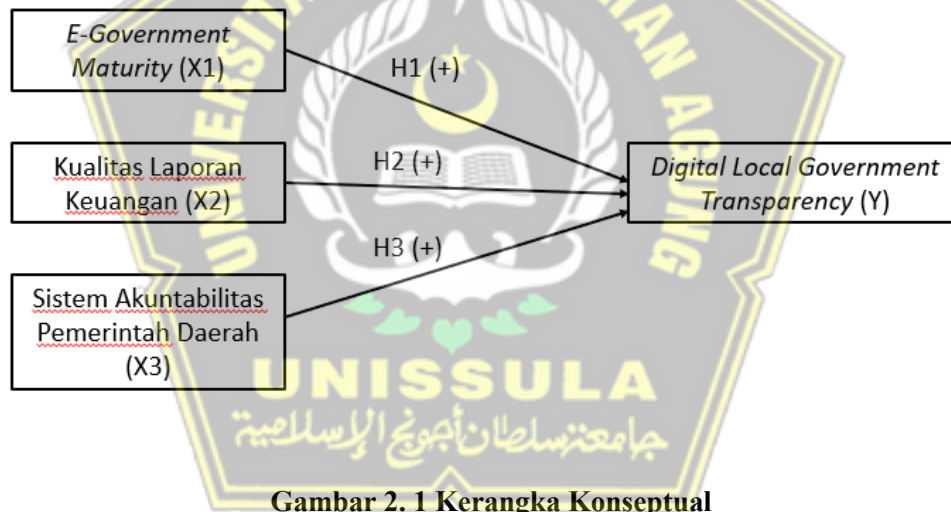 E-Government
Maturity (X1)
H1 (+)
Kualitas Laporan
Keuangan (X2)
H2 (+)
Digital Local Government
Transparency (Y)
H3 (+)
Sistem Akuntabilitas
Pemerintah Daerah
(X3)
UNISSULA
جامعة سلطان أجونج الإسلامية
Gambar 2. 1 Kerangka Konseptual